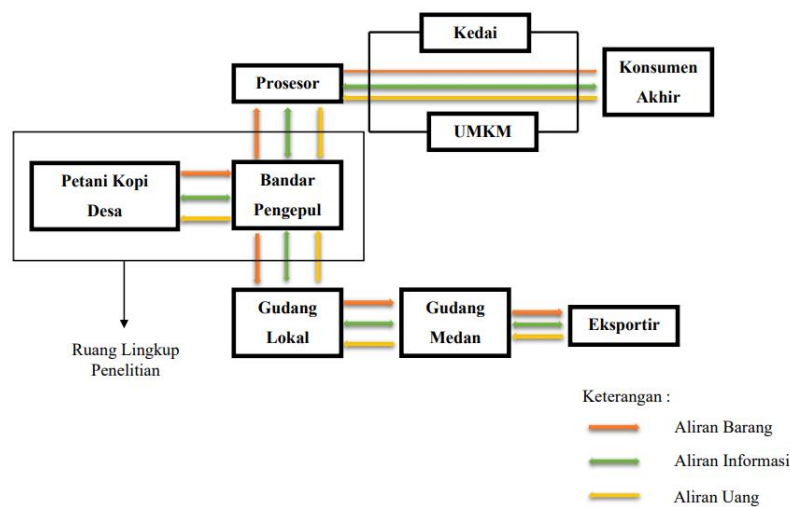 Kedai
Prosesor
Konsumen
Akhir
UMKM
Petani Kopi
Desa
Bandar
Pengepul
Gudang
Lokal
Gudang
Medan
Eksportir
Ruang Lingkup
Penelitian
Keterangan :
Aliran Barang
Aliran Informasi
Aliran Uang